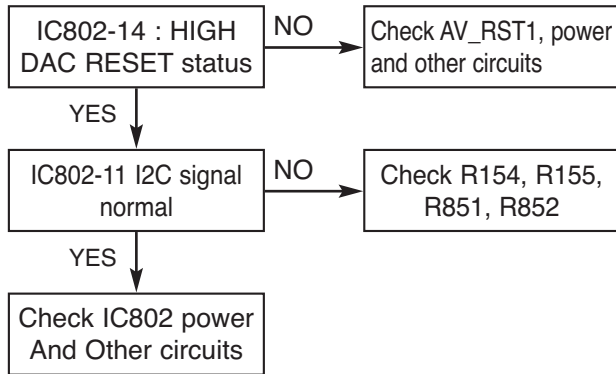 IC802-14 : HIGH
DAC RESET status
NO
Check AV_RST1, power
and other circuits
YES
IC802-11 I2C signal
normal
NO
Check R154, R155,
R851, R852
YES
Check IC802 power
And Other circuits